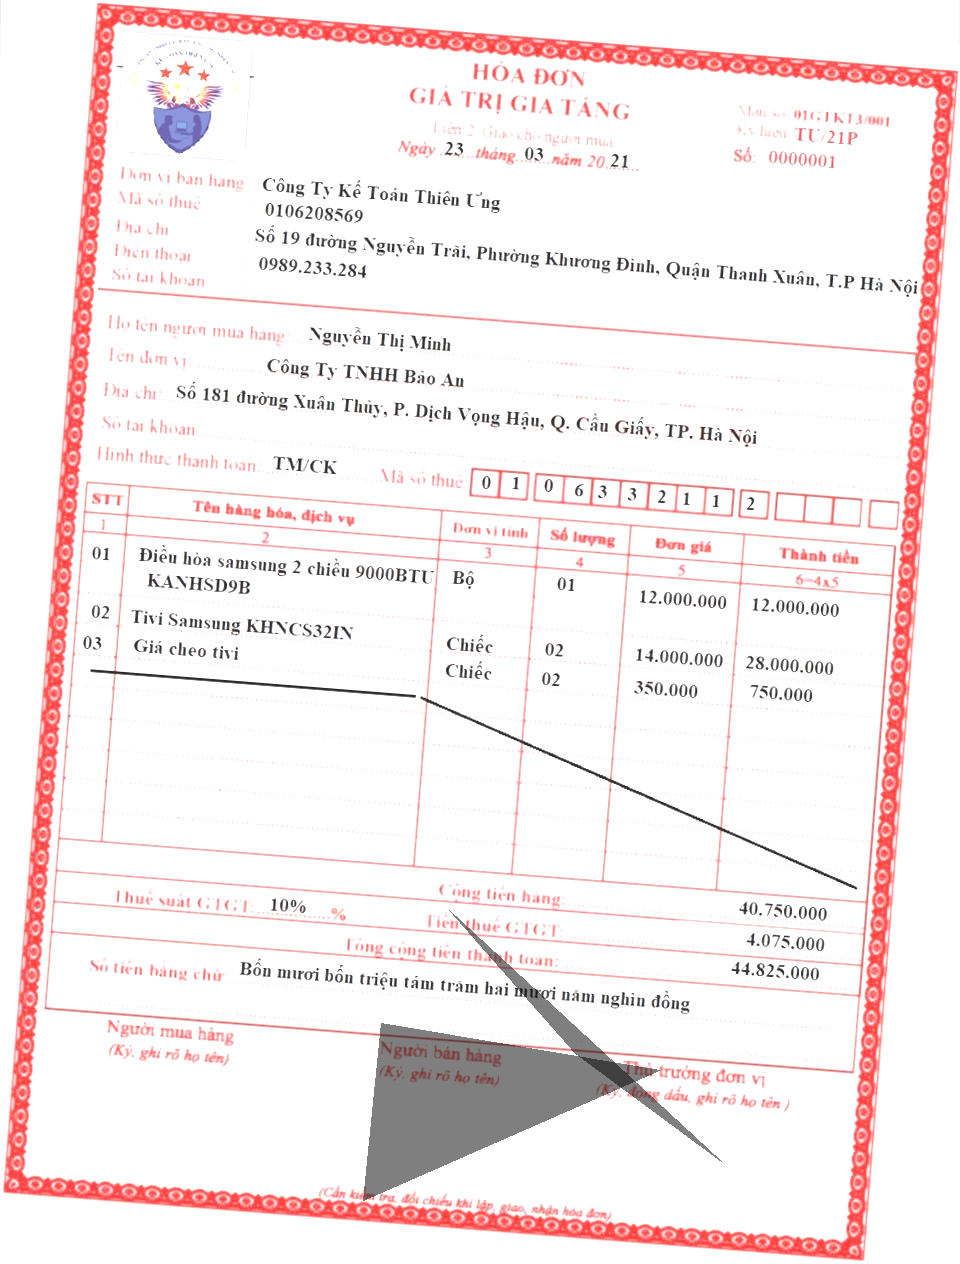 HÓA ĐƠN
GIÁ TRỊ GIA TĂNG
Liên 2: Giao cho người mua
Ngày 23 tháng 03 năm 2021
Mẫu số: 01GTKT3/001
Ký hiệu: TU/21P
Số: 0000001
Đơn vị bán hàng Công Ty Kế Toán Thiên Ưng
Mã số thuế 0106208569
Địa chỉ Số 19 đường Nguyễn Trãi, Phường Khương Đình, Quận Thanh Xuân, T.P Hà Nội
Điện thoại 0989.233.284
Số tài khoản
Họ tên người mua hàng: Nguyễn Thị Minh
Tên đơn vị Công Ty TNHH Bảo An
Địa chỉ: Số 181 đường Xuân Thủy, P. Dịch Vọng Hậu, Q. Cầu Giấy, TP. Hà Nội
Số tài khoản
Hình thức thanh toán: TM/CK Mã số thuế 01 06332112 2
STT Tên hàng hóa, dịch vụ Đơn vị tính Số lượng Đơn giá Thành tiền
1 2 3 4 5 6=4x5
01 Điều hòa samsung 2 chiều 9000BTU Bộ 01 12.000.000 12.000.000
KANHSD9B
02 Tivi Samsung KHNCS32IN Chiếc 02 14.000.000 28.000.000
03 Giá cheo tivi Chiếc 02 350.000 750.000
Cộng tiền hàng: 40.750.000
Thuế suất GTGT: 10% % Tiền thuế GTGT: 4.075.000
Tổng cộng tiền thanh toán: 44.825.000
Số tiền bằng chữ: Bốn mươi bốn triệu tám trăm hai mươi năm nghìn đồng
Người mua hàng Người bán hàng Thủ trưởng đơn vị
(Ký, ghi rõ họ tên) (Ký, ghi rõ họ tên) (Ký, đóng dấu, ghi rõ họ tên )
(Cần kiểm tra, đối chiếu khi lập, giao, nhận hóa đơn)